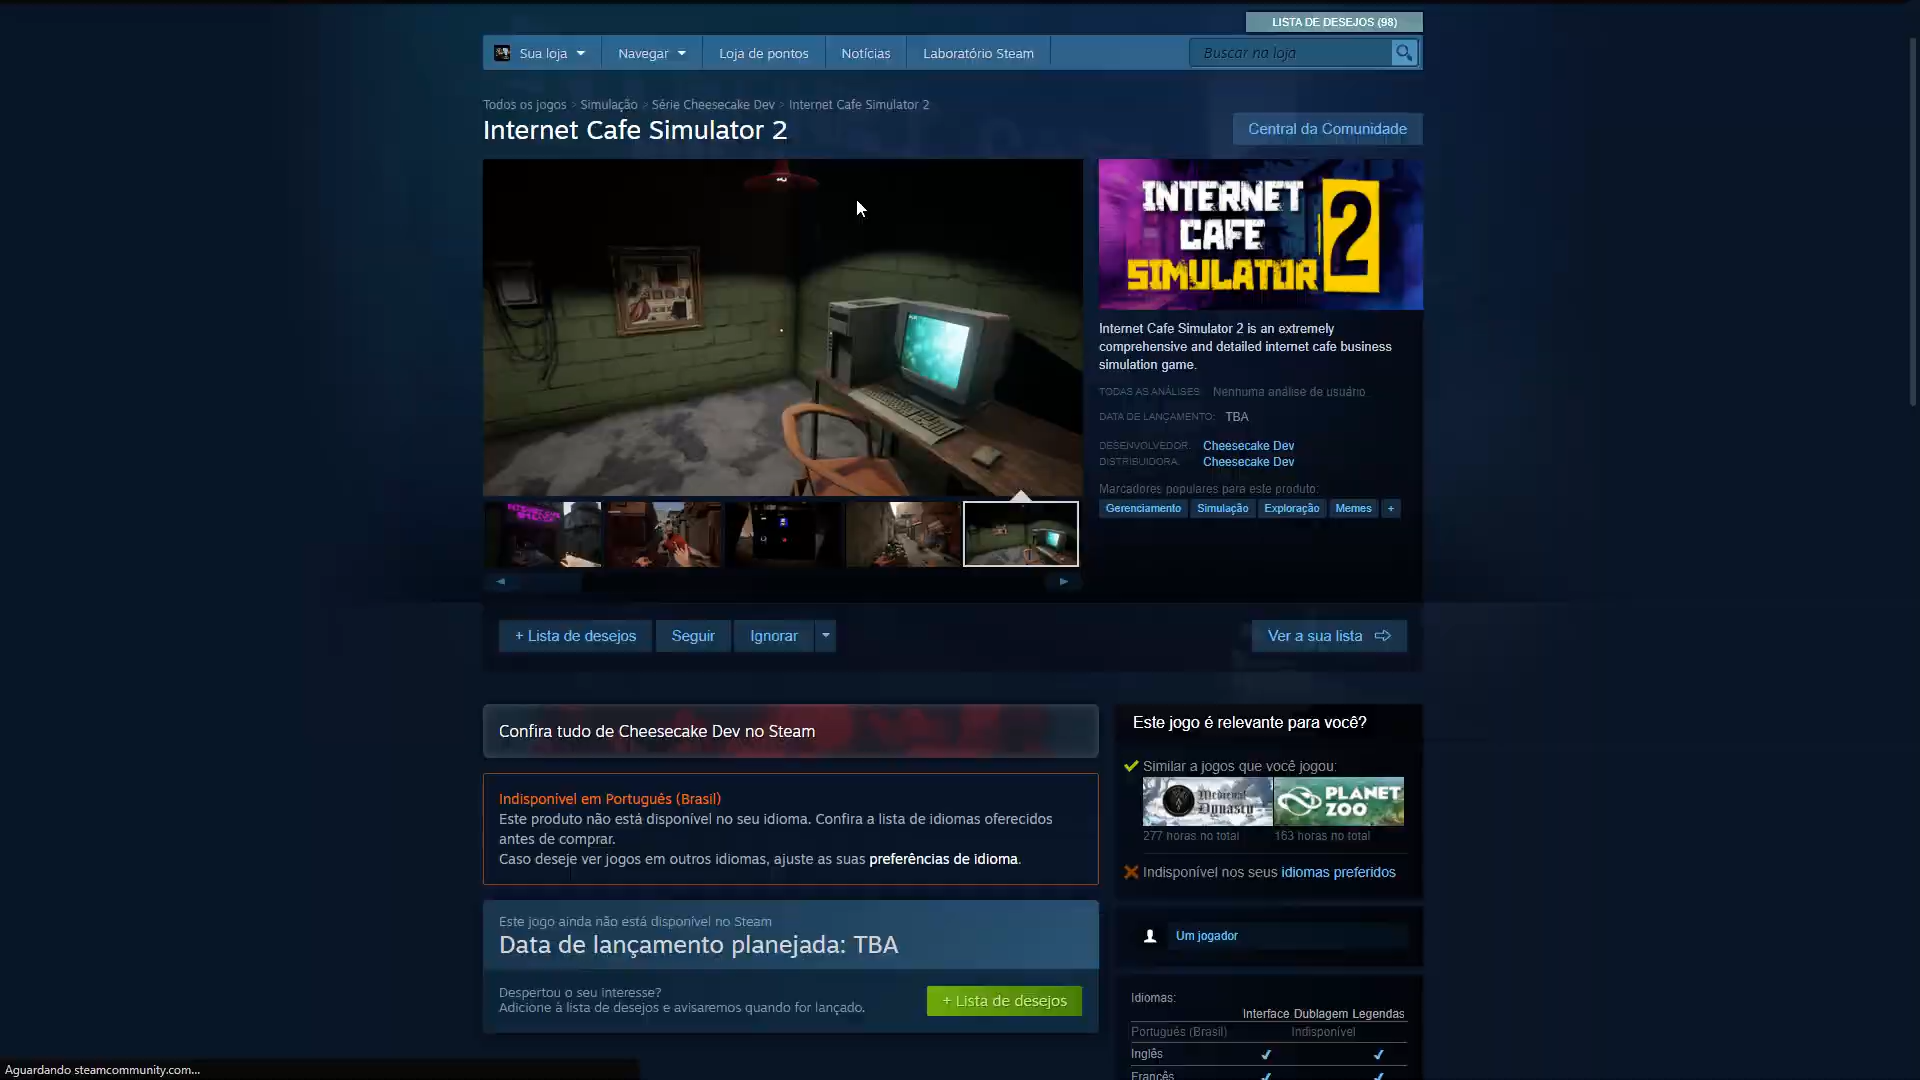 LISTA DE DESEJOS (98)
Sua loja
Navegar
Loja de pontos
Notícias
Laboratório Steam
Buscar na loja
Todos os jogos > Simulação > Série Cheesecake Dev > Internet Cafe Simulator 2
Internet Cafe Simulator 2
Central da Comunidade
INTERNET
CAFE
SIMULATOR 2
Internet Cafe Simulator 2 is an extremely
comprehensive and detailed internet cafe business
simulation game.
TODAS AS ANÁLISES: Nenhuma análise de usuário
DATA DE LANÇAMENTO: TBA
DESENVOLVEDOR: Cheesecake Dev
DISTRIBUIDORA: Cheesecake Dev
Marcadores populares para este produto:
Gerenciamento Simulação Exploração Memes +
+ Lista de desejos
Seguir
Ignorar
Ver a sua lista
Confira tudo de Cheesecake Dev no Steam
Este jogo é relevante para você?
Similar a jogos que você jogou:
Medieval
Dynasty
PLANET
ZOO
277 horas no total
163 horas no total
Indisponível nos seus idiomas preferidos
Indisponível em Português (Brasil)
Este produto não está disponível no seu idioma. Confira a lista de idiomas oferecidos
antes de comprar.
Caso deseje ver jogos em outros idiomas, ajuste as suas preferências de idioma.
Este jogo ainda não está disponível no Steam
Data de lançamento planejada: TBA
Despertou o seu interesse?
Adicione à lista de desejos e avisaremos quando for lançado.
+ Lista de desejos
Um jogador
Idiomas:
Interface Dublagem Legendas
Português (Brasil) Indisponível
Inglês
Francês
Aguardando steamcommunity.com...